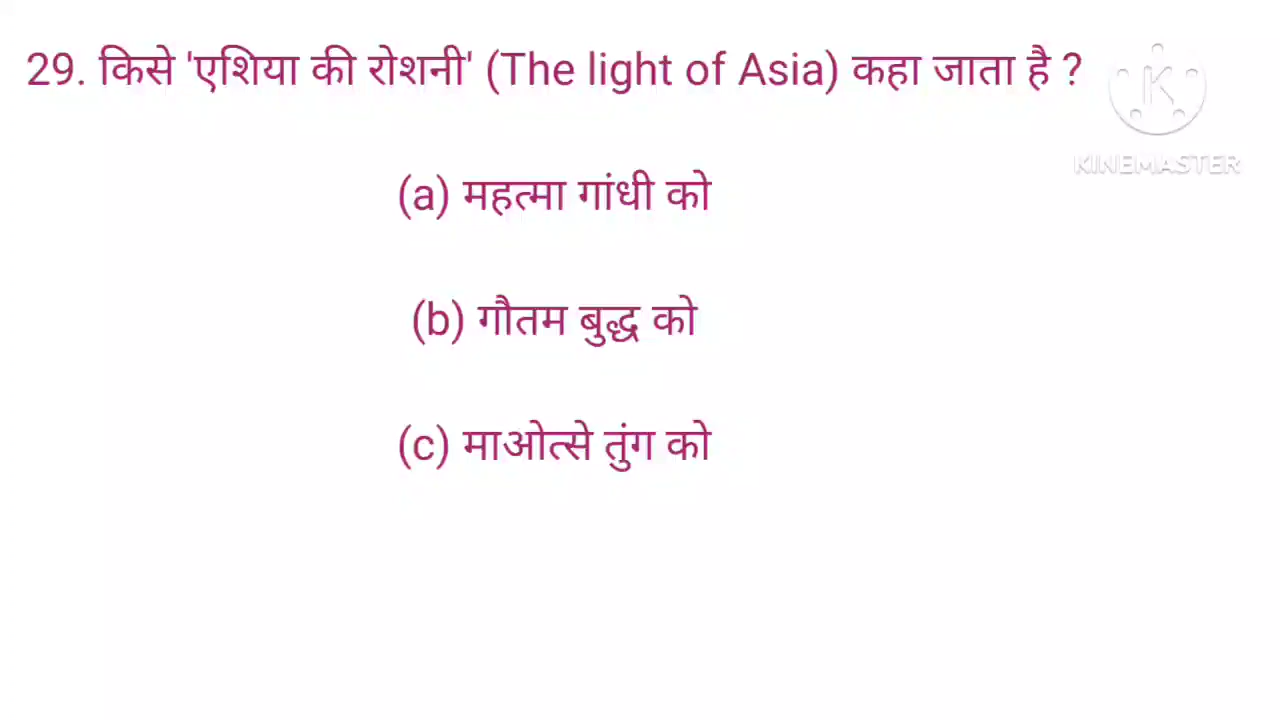 29. किसे 'एशिया की रोशनी' (The light of Asia) कहा जाता है ?
K
KINEMASTER
(a) महत्मा गांधी को
(b) गौतम बुद्ध को
(c) माओत्से तुंग को